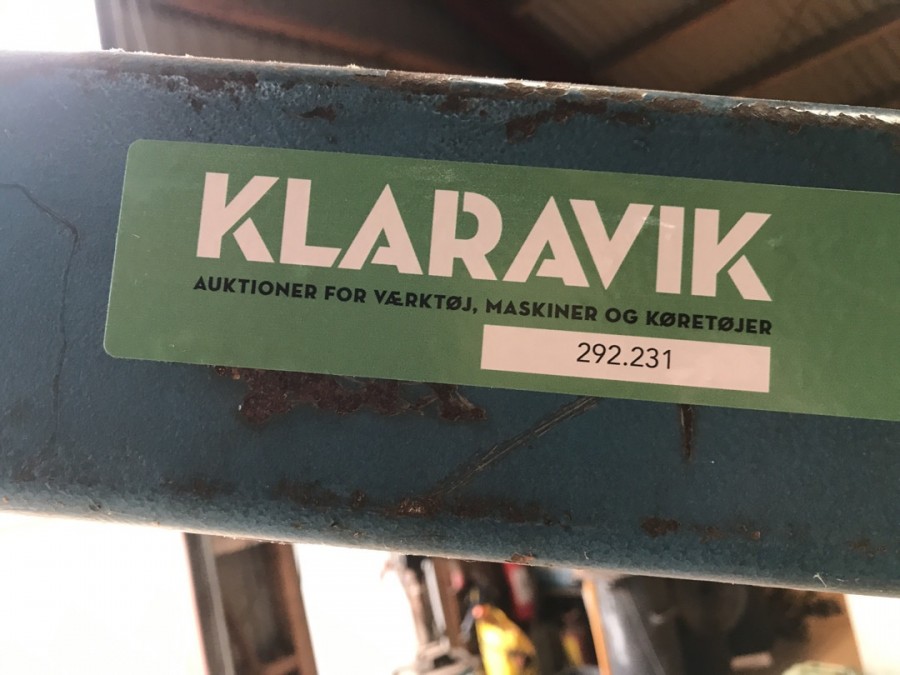 KLARAVIK
AUKTIONER FOR VÆRKTØJ, MASKINER OG KØRETØJER
292.231